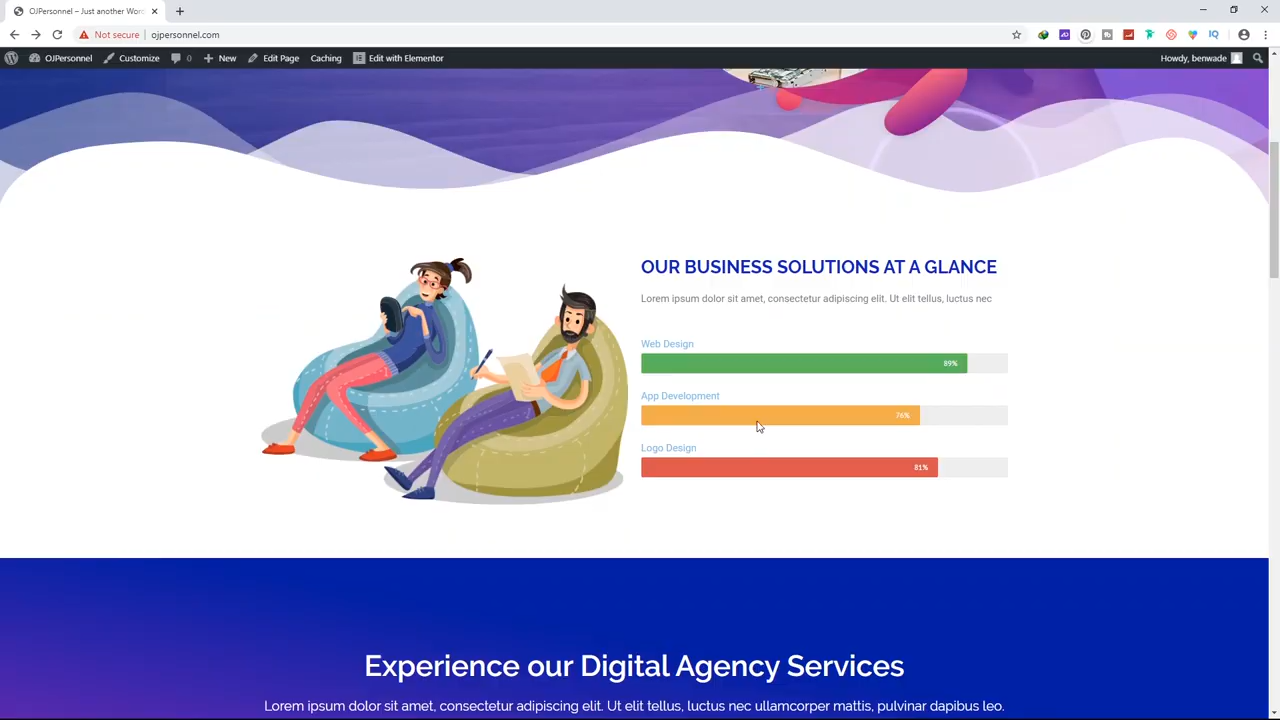 OJPersonnel – Just another Word
Not secure
ojpersonnel.com
OJPersonnel
Customize
0
New
Edit Page
Caching
Edit with Elementor
Howdy, benwade
OUR BUSINESS SOLUTIONS AT A GLANCE
Lorem ipsum dolor sit amet, consectetur adipiscing elit. Ut elit tellus, luctus nec
Web Design
89%
App Development
76%
Logo Design
81%
Experience our Digital Agency Services
Lorem ipsum dolor sit amet, consectetur adipiscing elit. Ut elit tellus, luctus nec ullamcorper mattis, pulvinar dapibus leo.